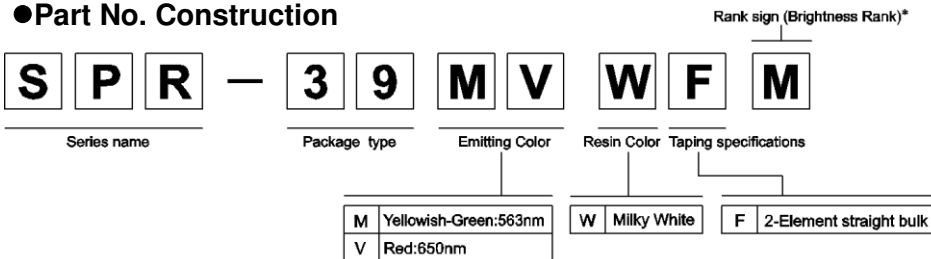 ●Part No. Construction
Rank sign (Brightness Rank)*
S P R – 3 9 M V W F M
Series name Package type Emitting Color Resin Color Taping specifications
M Yellowish-Green:563nm W Milky White F 2-Element straight bulk
V Red:650nm